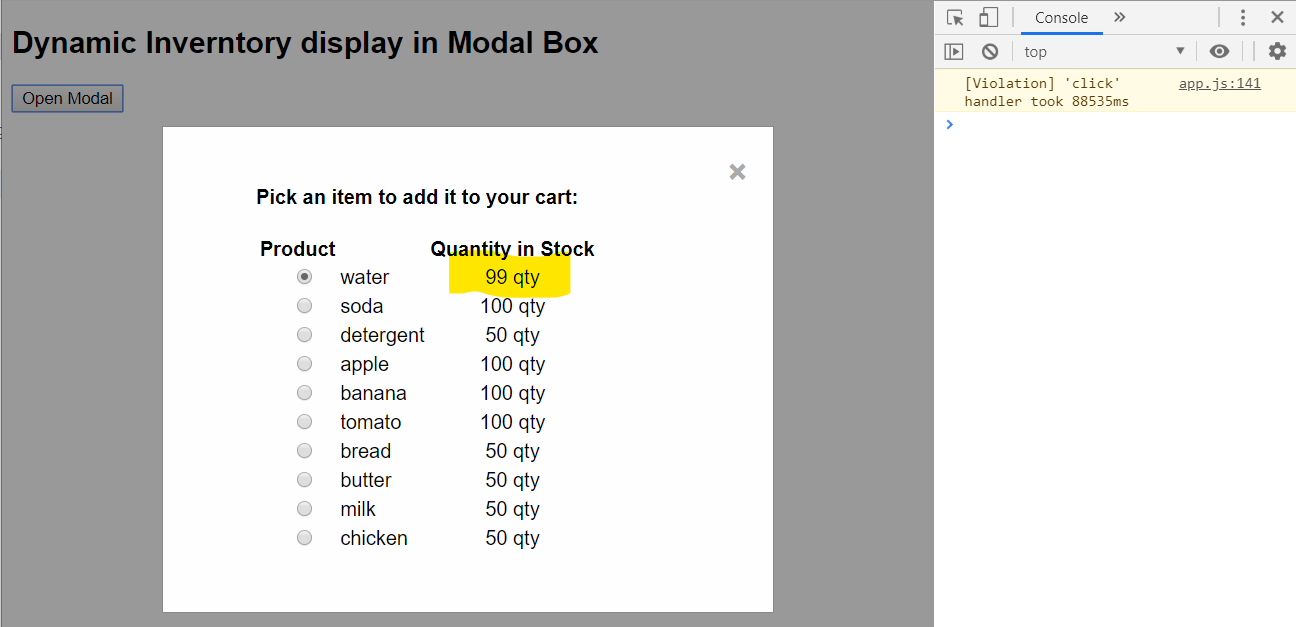 Dynamic Inverntory display in Modal Box
Open Modal
Pick an item to add it to your cart:
Product Quantity in Stock
water 99 qty
soda 100 qty
detergent 50 qty
apple 100 qty
banana 100 qty
tomato 100 qty
bread 50 qty
butter 50 qty
milk 50 qty
chicken 50 qty
Console
top
[Violation] 'click' app.js:141
handler took 88535ms